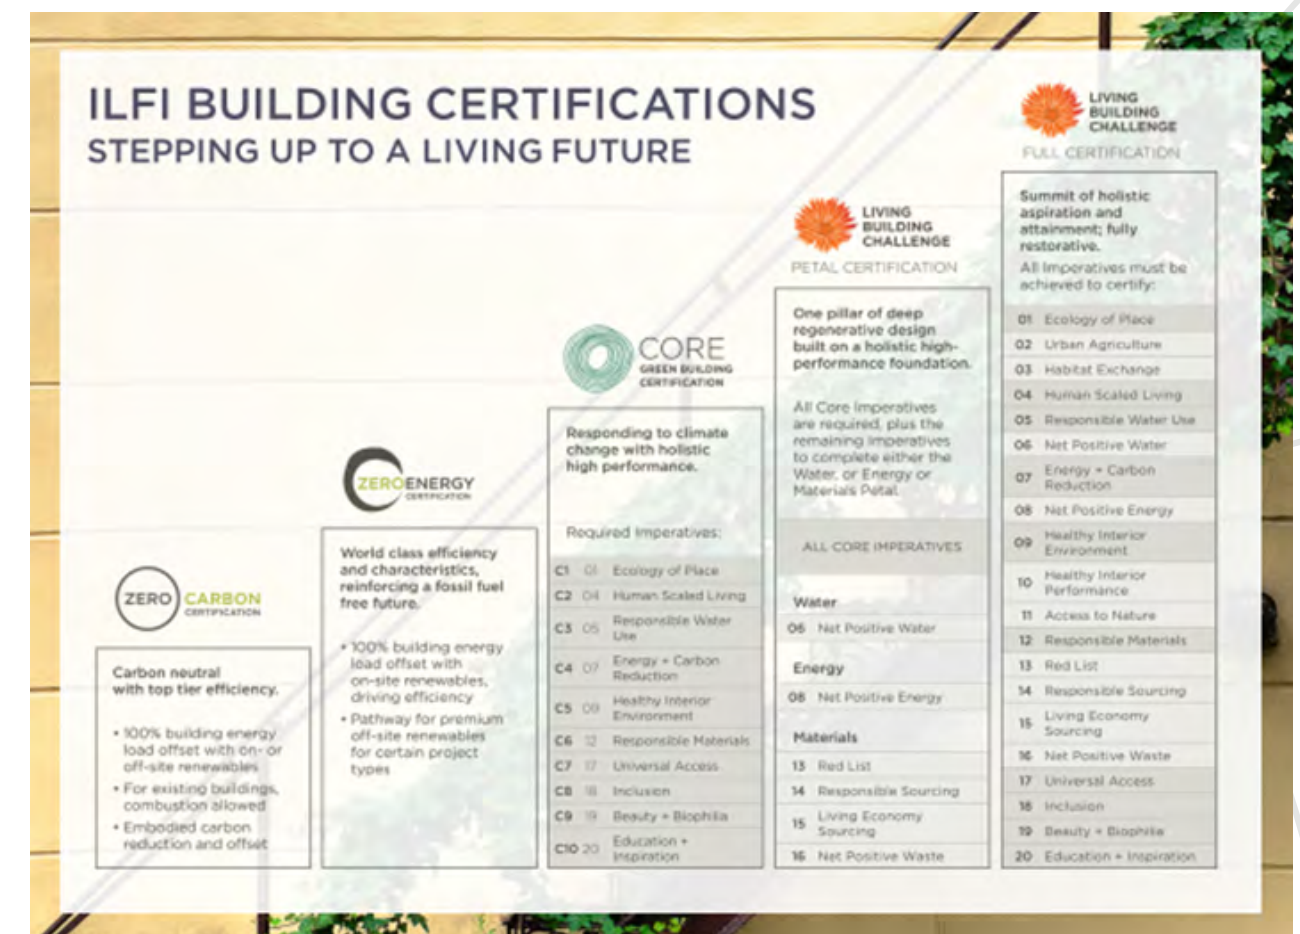 ILFI BUILDING CERTIFICATIONS
STEPPING UP TO A LIVING FUTURE
ZERO CARBON
CERTIFICATION
Carbon neutral
with top tier efficiency.
• 100% building energy
load offset with on- or
off-site renewables
• For existing buildings,
combustion allowed
• Embodied carbon
reduction and offset
ZEROENERGY
CERTIFICATION
World class efficiency
and characteristics,
reinforcing a fossil fuel
free future.
• 100% building energy
load offset with
on-site renewables,
driving efficiency
• Pathway for premium
off-site renewables
for certain project
types
CORE
GREEN BUILDING
CERTIFICATION
Responding to climate
change with holistic
high performance.
Required Imperatives:
C1 01 Ecology of Place
C2 04 Human Scaled Living
C3 05 Responsible Water
Use
C4 07 Energy + Carbon
Reduction
C5 09 Healthy Interior
Environment
C6 12 Responsible Materials
C7 17 Universal Access
C8 18 Inclusion
C9 19 Beauty + Biophilia
C10 20 Education +
Inspiration
LIVING
BUILDING
CHALLENGE
PETAL CERTIFICATION
One pillar of deep
regenerative design
built on a holistic high-
performance foundation.
All Core Imperatives
are required, plus the
remaining Imperatives
to complete either the
Water, or Energy or
Materials Petal.
ALL CORE IMPERATIVES
Water
06 Net Positive Water
Energy
08 Net Positive Energy
Materials
13 Red List
14 Responsible Sourcing
15 Living Economy
Sourcing
16 Net Positive Waste
LIVING
BUILDING
CHALLENGE
FULL CERTIFICATION
Summit of holistic
aspiration and
attainment; fully
restorative.
All Imperatives must be
achieved to certify:
01 Ecology of Place
02 Urban Agriculture
03 Habitat Exchange
04 Human Scaled Living
05 Responsible Water Use
06 Net Positive Water
07 Energy + Carbon
Reduction
08 Net Positive Energy
09 Healthy Interior
Environment
10 Healthy Interior
Performance
11 Access to Nature
12 Responsible Materials
13 Red List
14 Responsible Sourcing
15 Living Economy
Sourcing
16 Net Positive Waste
17 Universal Access
18 Inclusion
19 Beauty + Biophilia
20 Education + Inspiration